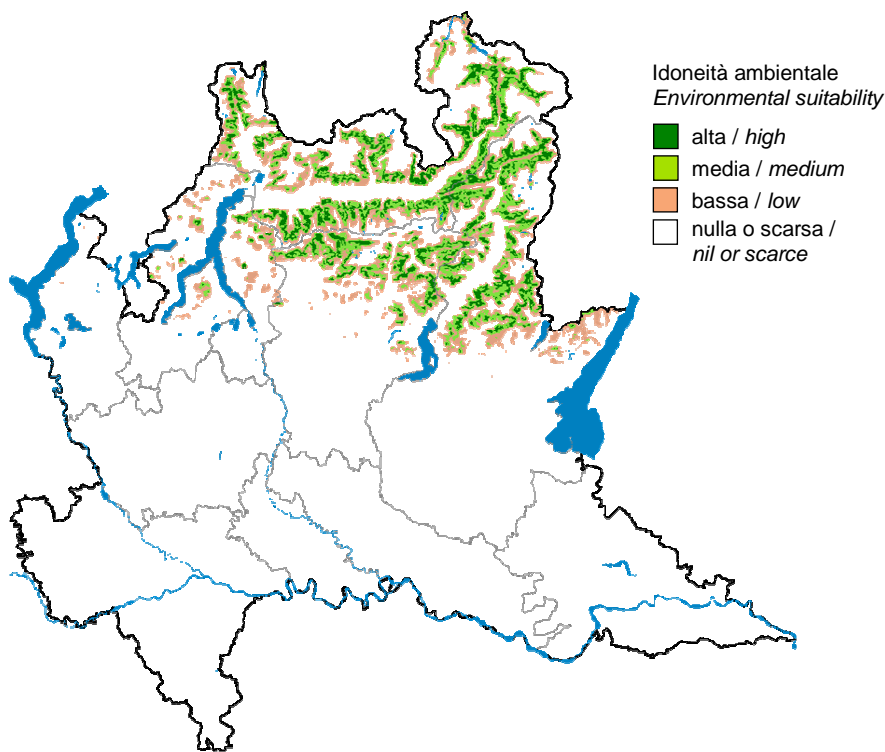 Idoneità ambientale
Environmental suitability
alta / high
media / medium
bassa / low
nulla o scarsa /
nil or scarce